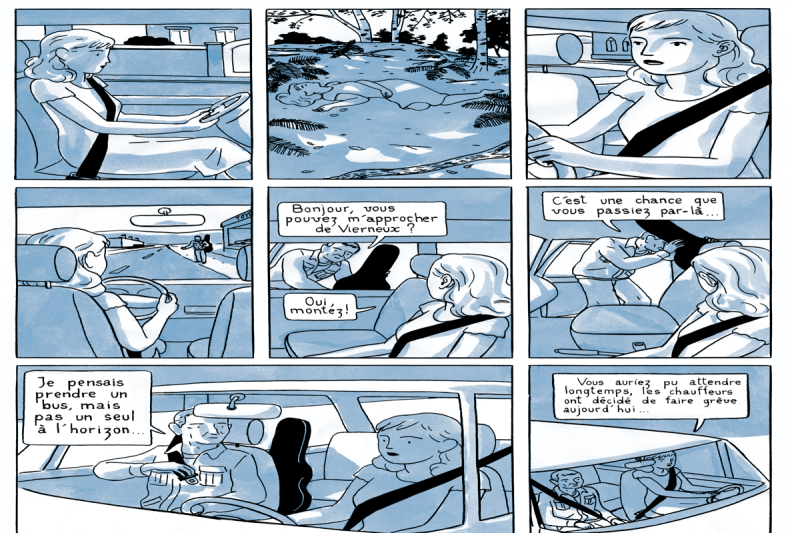 Bonjour, vous
pouvez m'approcher
de Vierneux ?
Oui,
montez!
C'est une chance que
vous passiez par-là...
Je pensais
prendre un
bus, mais
pas un seul
à l'horizon...
Vous auriez pu attendre
longtemps, les chauffeurs
ont décidé de faire grève
aujourd'hui...